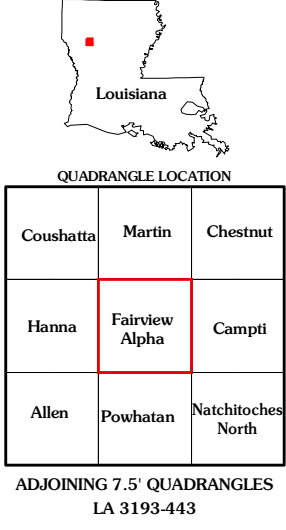 Louisiana
QUADRANGLE LOCATION
Coushatta Martin Chestnut
Hanna Fairview Alpha Campti
Allen Powhatan Natchitoches North
ADJOINING 7.5' QUADRANGLES
LA 3193-443